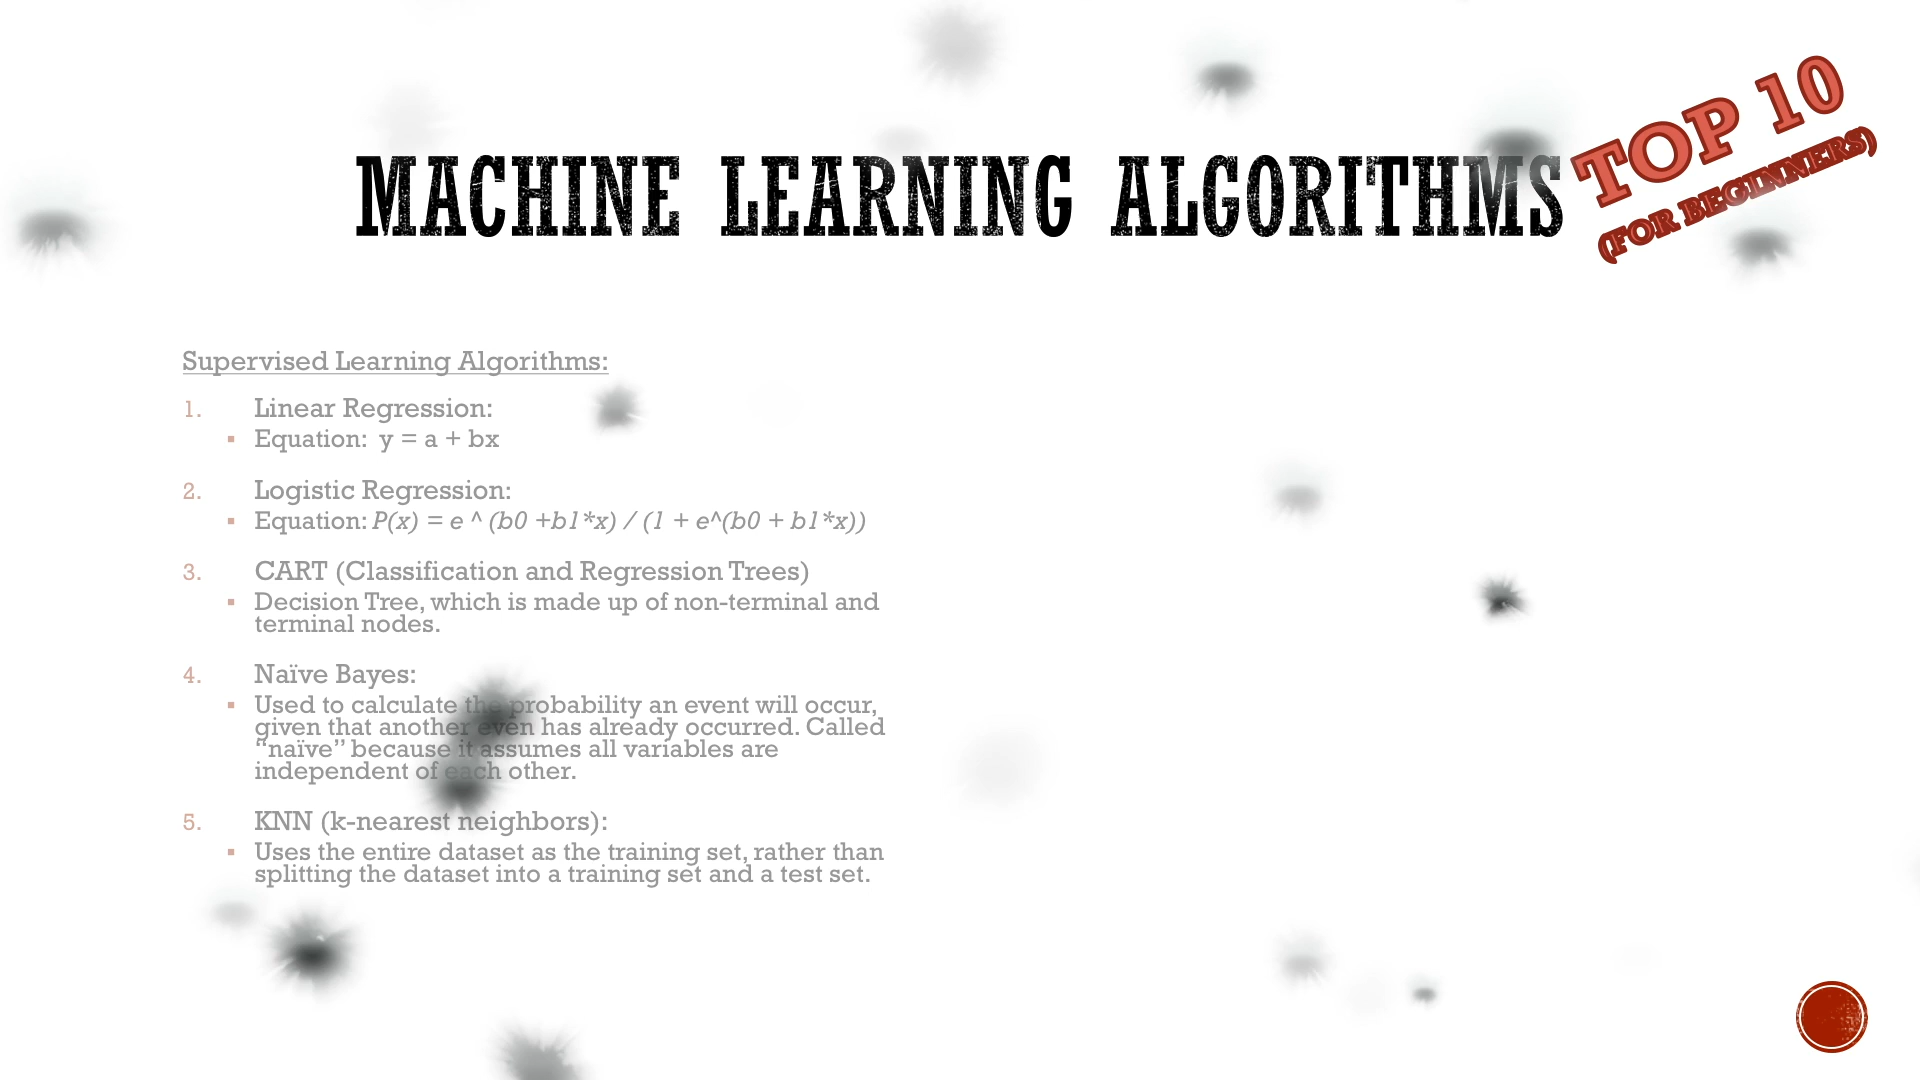 MACHINE LEARNING ALGORITHMS
TOP 10
(FOR BEGINNERS)
Supervised Learning Algorithms:
1. Linear Regression:
▪ Equation: y = a + bx
2. Logistic Regression:
▪ Equation: P(x) = e ^ (b0 +b1*x) / (1 + e^(b0 + b1*x))
3. CART (Classification and Regression Trees)
▪ Decision Tree, which is made up of non-terminal and
terminal nodes.
4. Naïve Bayes:
▪ Used to calculate the probability an event will occur,
given that another even has already occurred. Called
“naïve” because it assumes all variables are
independent of each other.
5. KNN (k-nearest neighbors):
▪ Uses the entire dataset as the training set, rather than
splitting the dataset into a training set and a test set.